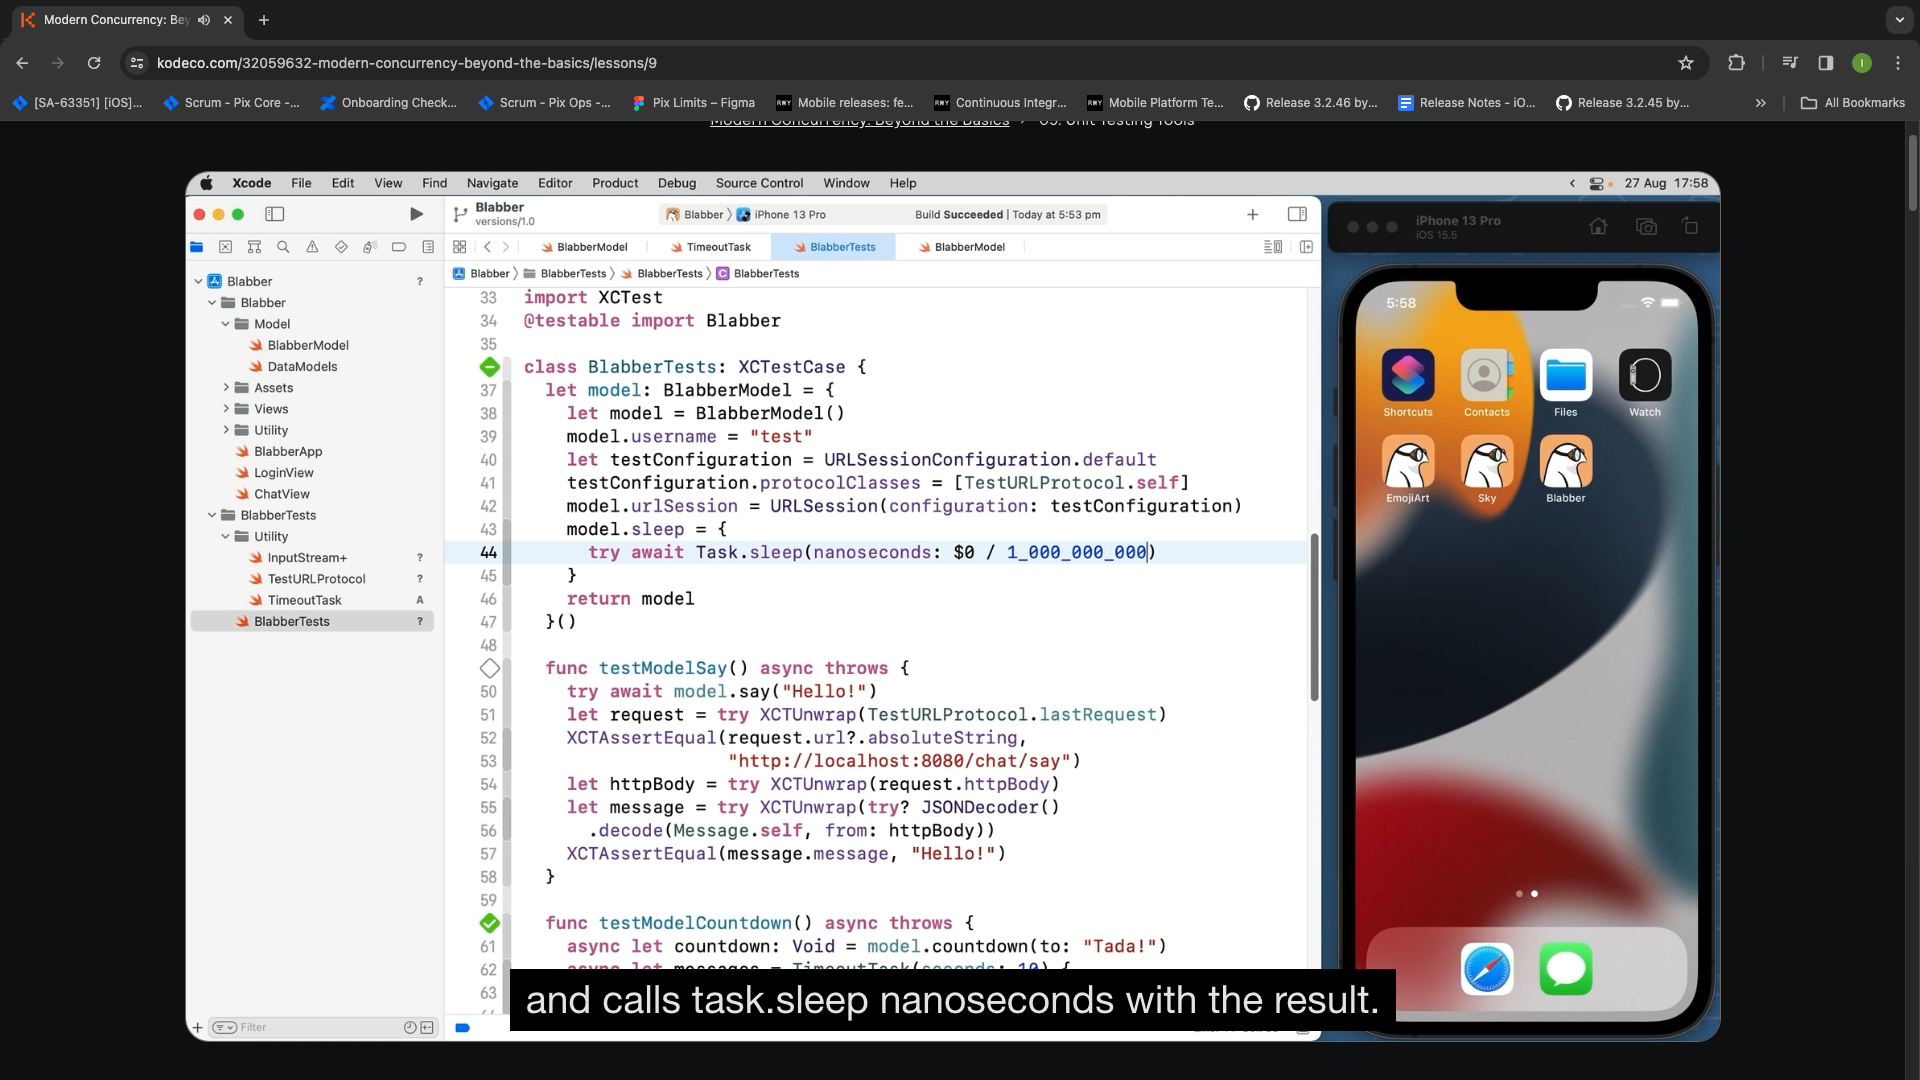 Modern Concurrency: Bey
kodeco.com/32059632-modern-concurrency-beyond-the-basics/lessons/9
I
[SA-63351] [iOS]...
Scrum - Pix Core -...
Onboarding Check...
Scrum - Pix Ops -...
Pix Limits – Figma
RWY Mobile releases: fe...
RWY Continuous Integr...
RWY Mobile Platform Te...
Release 3.2.46 by...
Release Notes - iO...
Release 3.2.45 by...
All Bookmarks
Modern Concurrency: Beyond the Basics › 09. Unit Testing Tools
Xcode File Edit View Find Navigate Editor Product Debug Source Control Window Help
27 Aug 17:58
Blabber
versions/1.0
Blabber 〉 iPhone 13 Pro
Build Succeeded | Today at 5:53 pm
iPhone 13 Pro
iOS 15.5
BlabberModel TimeoutTask BlabberTests BlabberModel
Blabber 〉 BlabberTests 〉 BlabberTests 〉 C BlabberTests
Blabber ?
Blabber
Model
BlabberModel
DataModels
Assets
Views
Utility
BlabberApp
LoginView
ChatView
BlabberTests
Utility
InputStream+ ?
TestURLProtocol ?
TimeoutTask A
BlabberTests ?
Filter
33 import XCTest
34 @testable import Blabber
35
class BlabberTests: XCTestCase {
37 let model: BlabberModel = {
38 let model = BlabberModel()
39 model.username = "test"
40 let testConfiguration = URLSessionConfiguration.default
41 testConfiguration.protocolClasses = [TestURLProtocol.self]
42 model.urlSession = URLSession(configuration: testConfiguration)
43 model.sleep = {
44 try await Task.sleep(nanoseconds: $0 / 1_000_000_000)
45 }
46 return model
47 }()
48
func testModelSay() async throws {
50 try await model.say("Hello!")
51 let request = try XCTUnwrap(TestURLProtocol.lastRequest)
52 XCTAssertEqual(request.url?.absoluteString,
53 "http://localhost:8080/chat/say")
54 let httpBody = try XCTUnwrap(request.httpBody)
55 let message = try XCTUnwrap(try? JSONDecoder()
56 .decode(Message.self, from: httpBody))
57 XCTAssertEqual(message.message, "Hello!")
58 }
59
func testModelCountdown() async throws {
61 async let countdown: Void = model.countdown(to: "Tada!")
62 async let messages = TimeoutTask(seconds: 10) {
63
and calls task.sleep nanoseconds with the result.
5:58
Shortcuts Contacts Files Watch
EmojiArt Sky Blabber